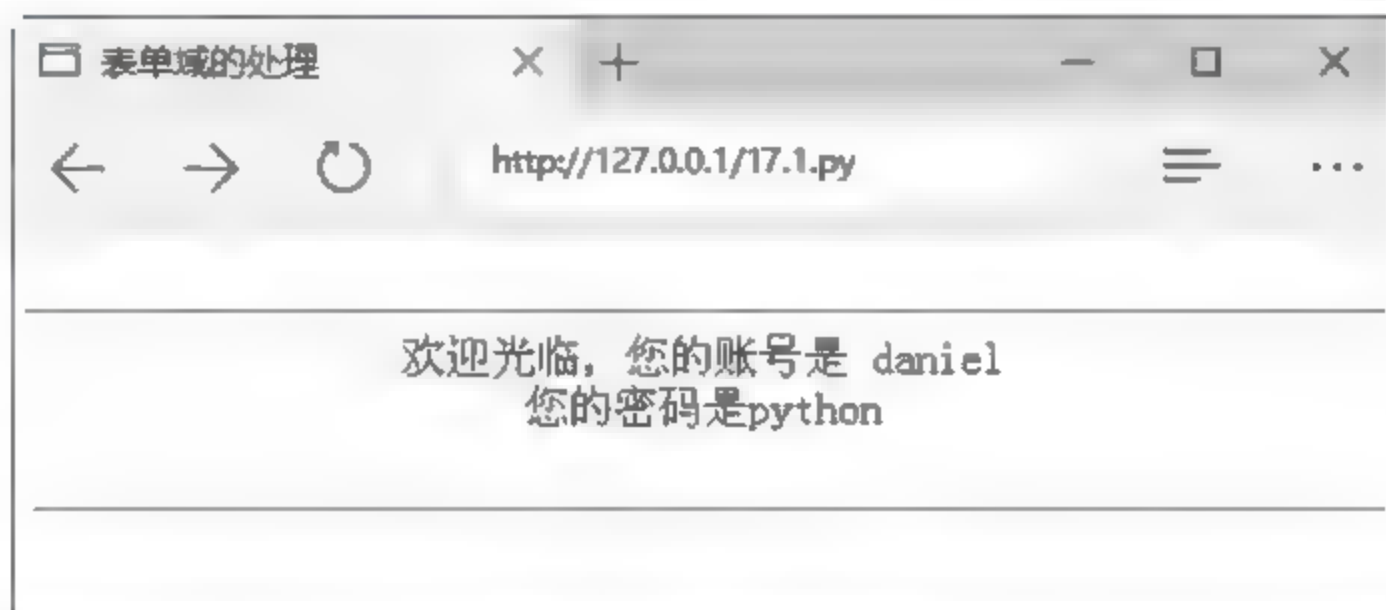 表单域的处理
http://127.0.0.1/17.1.py
欢迎光临，您的账号是 daniel
您的密码是python